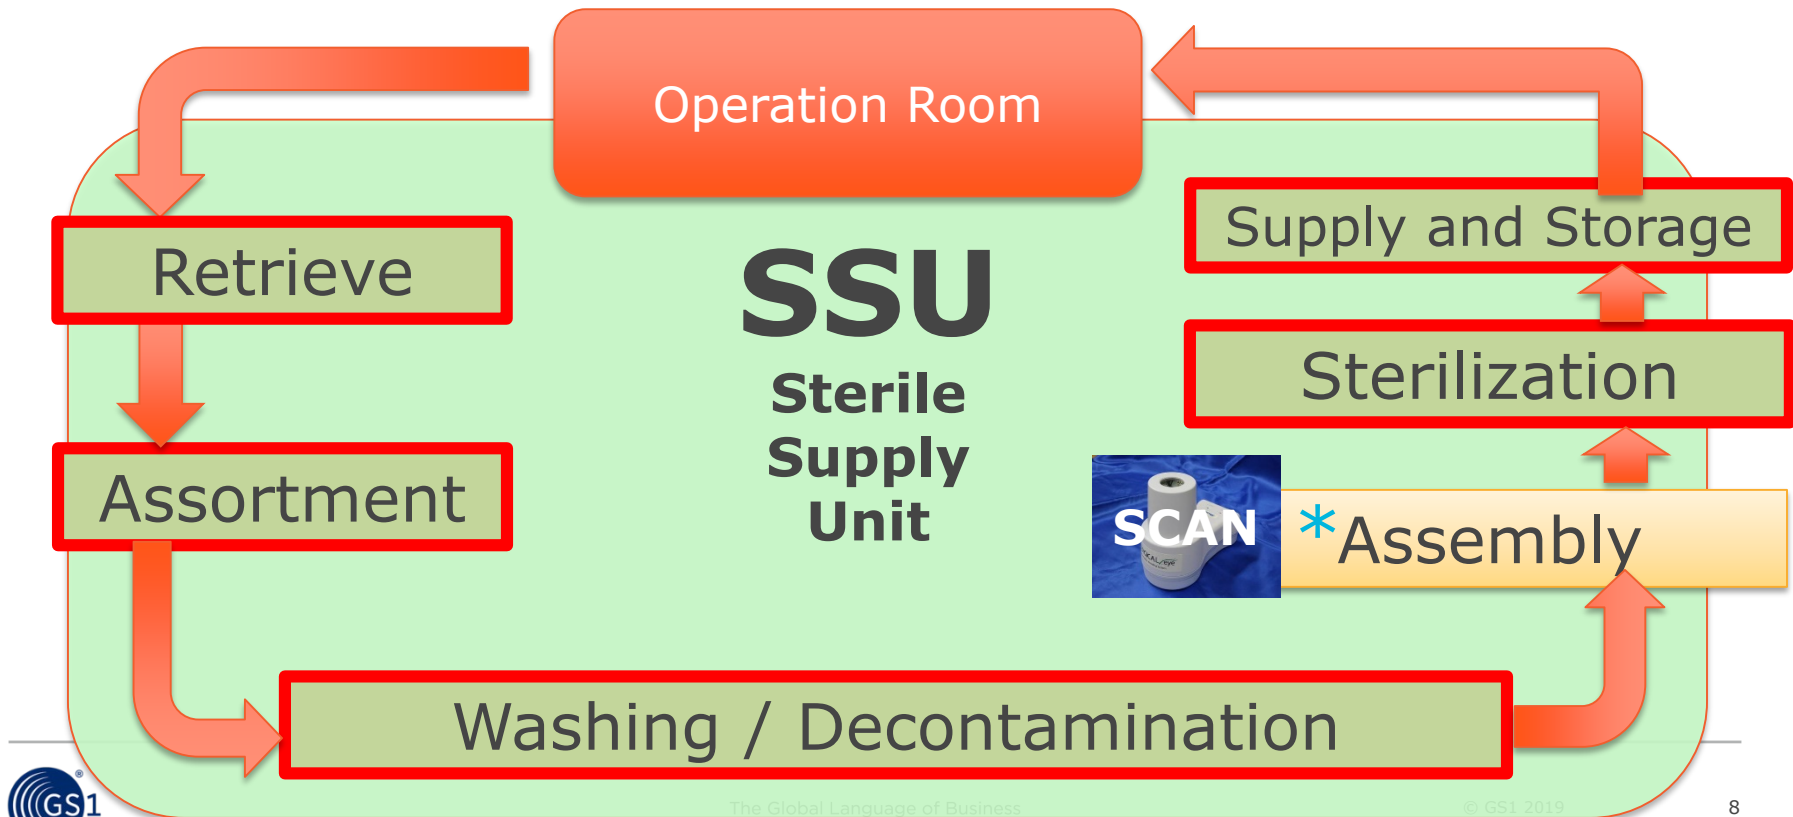 Operation Room
Retrieve
Supply and Storage
SSU
Sterile
Supply
Unit
Sterilization
Assortment
SCAN
*Assembly
Washing / Decontamination
GS1
®
The Global Language of Business
© GS1 2019
8